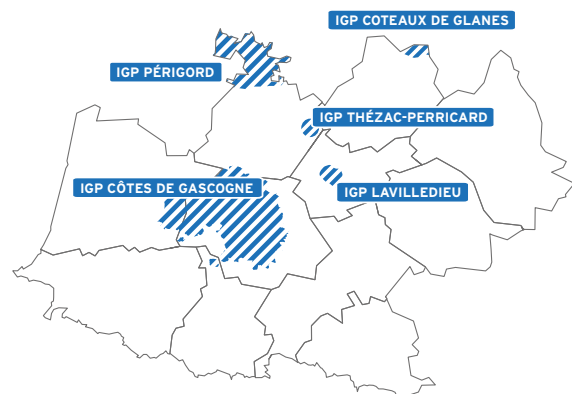 IGP COTEAUX DE GLANES
IGP PÉRIGORD
IGP THÉZAC-PERRICARD
IGP CÔTES DE GASCOGNE
IGP LAVILLEDIEU